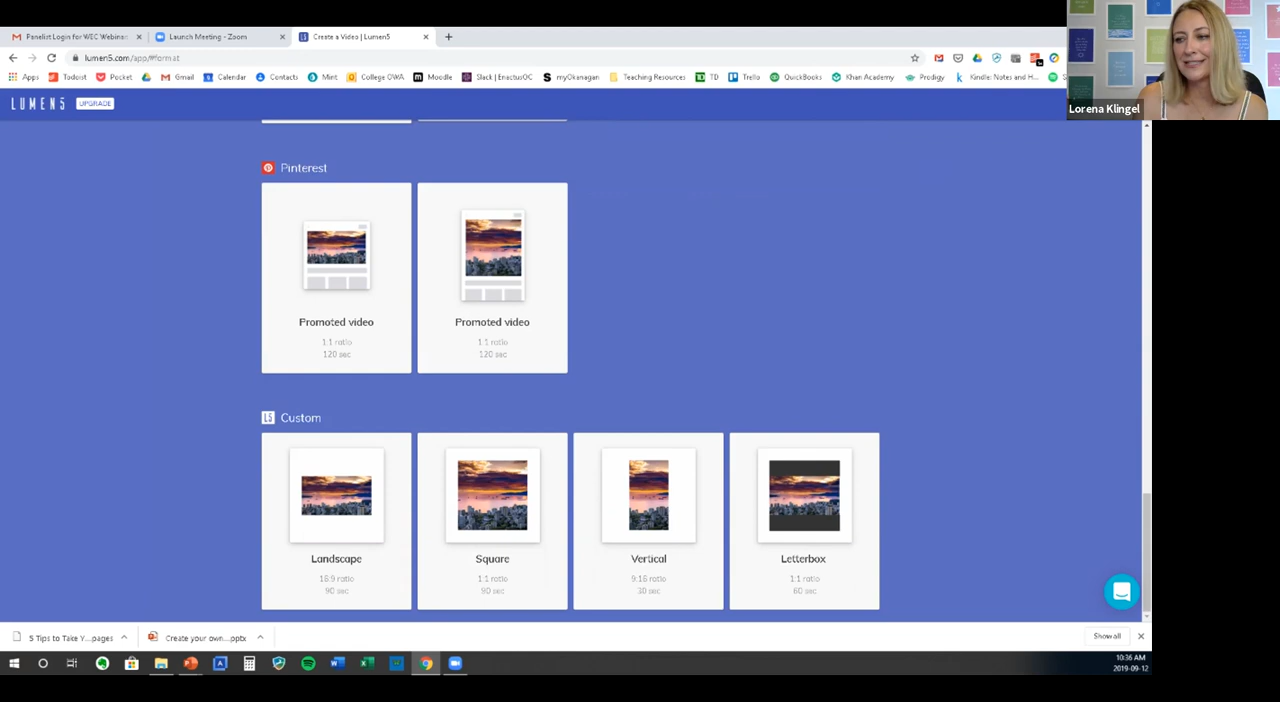 Panelist Login for WEC Webinar
Launch Meeting - Zoom
Create a Video | Lumen5
lumen5.com/app/#format
Apps
Todoist
Pocket
Gmail
Calendar
Contacts
Mint
College OWA
Moodle
Slack | EnactusOC
myOkanagan
Teaching Resources
TD
Trello
QuickBooks
Khan Academy
Prodigy
Kindle: Notes and H...
Lorena Klingel
LUMEN5 UPGRADE
Pinterest
Promoted video
1:1 ratio
120 sec
Promoted video
1:1 ratio
120 sec
L5 Custom
Landscape
16:9 ratio
90 sec
Square
1:1 ratio
90 sec
Vertical
9:16 ratio
30 sec
Letterbox
1:1 ratio
60 sec
5 Tips to Take Y....pages
Create your own....pptx
Show all
10:36 AM
2019-09-12